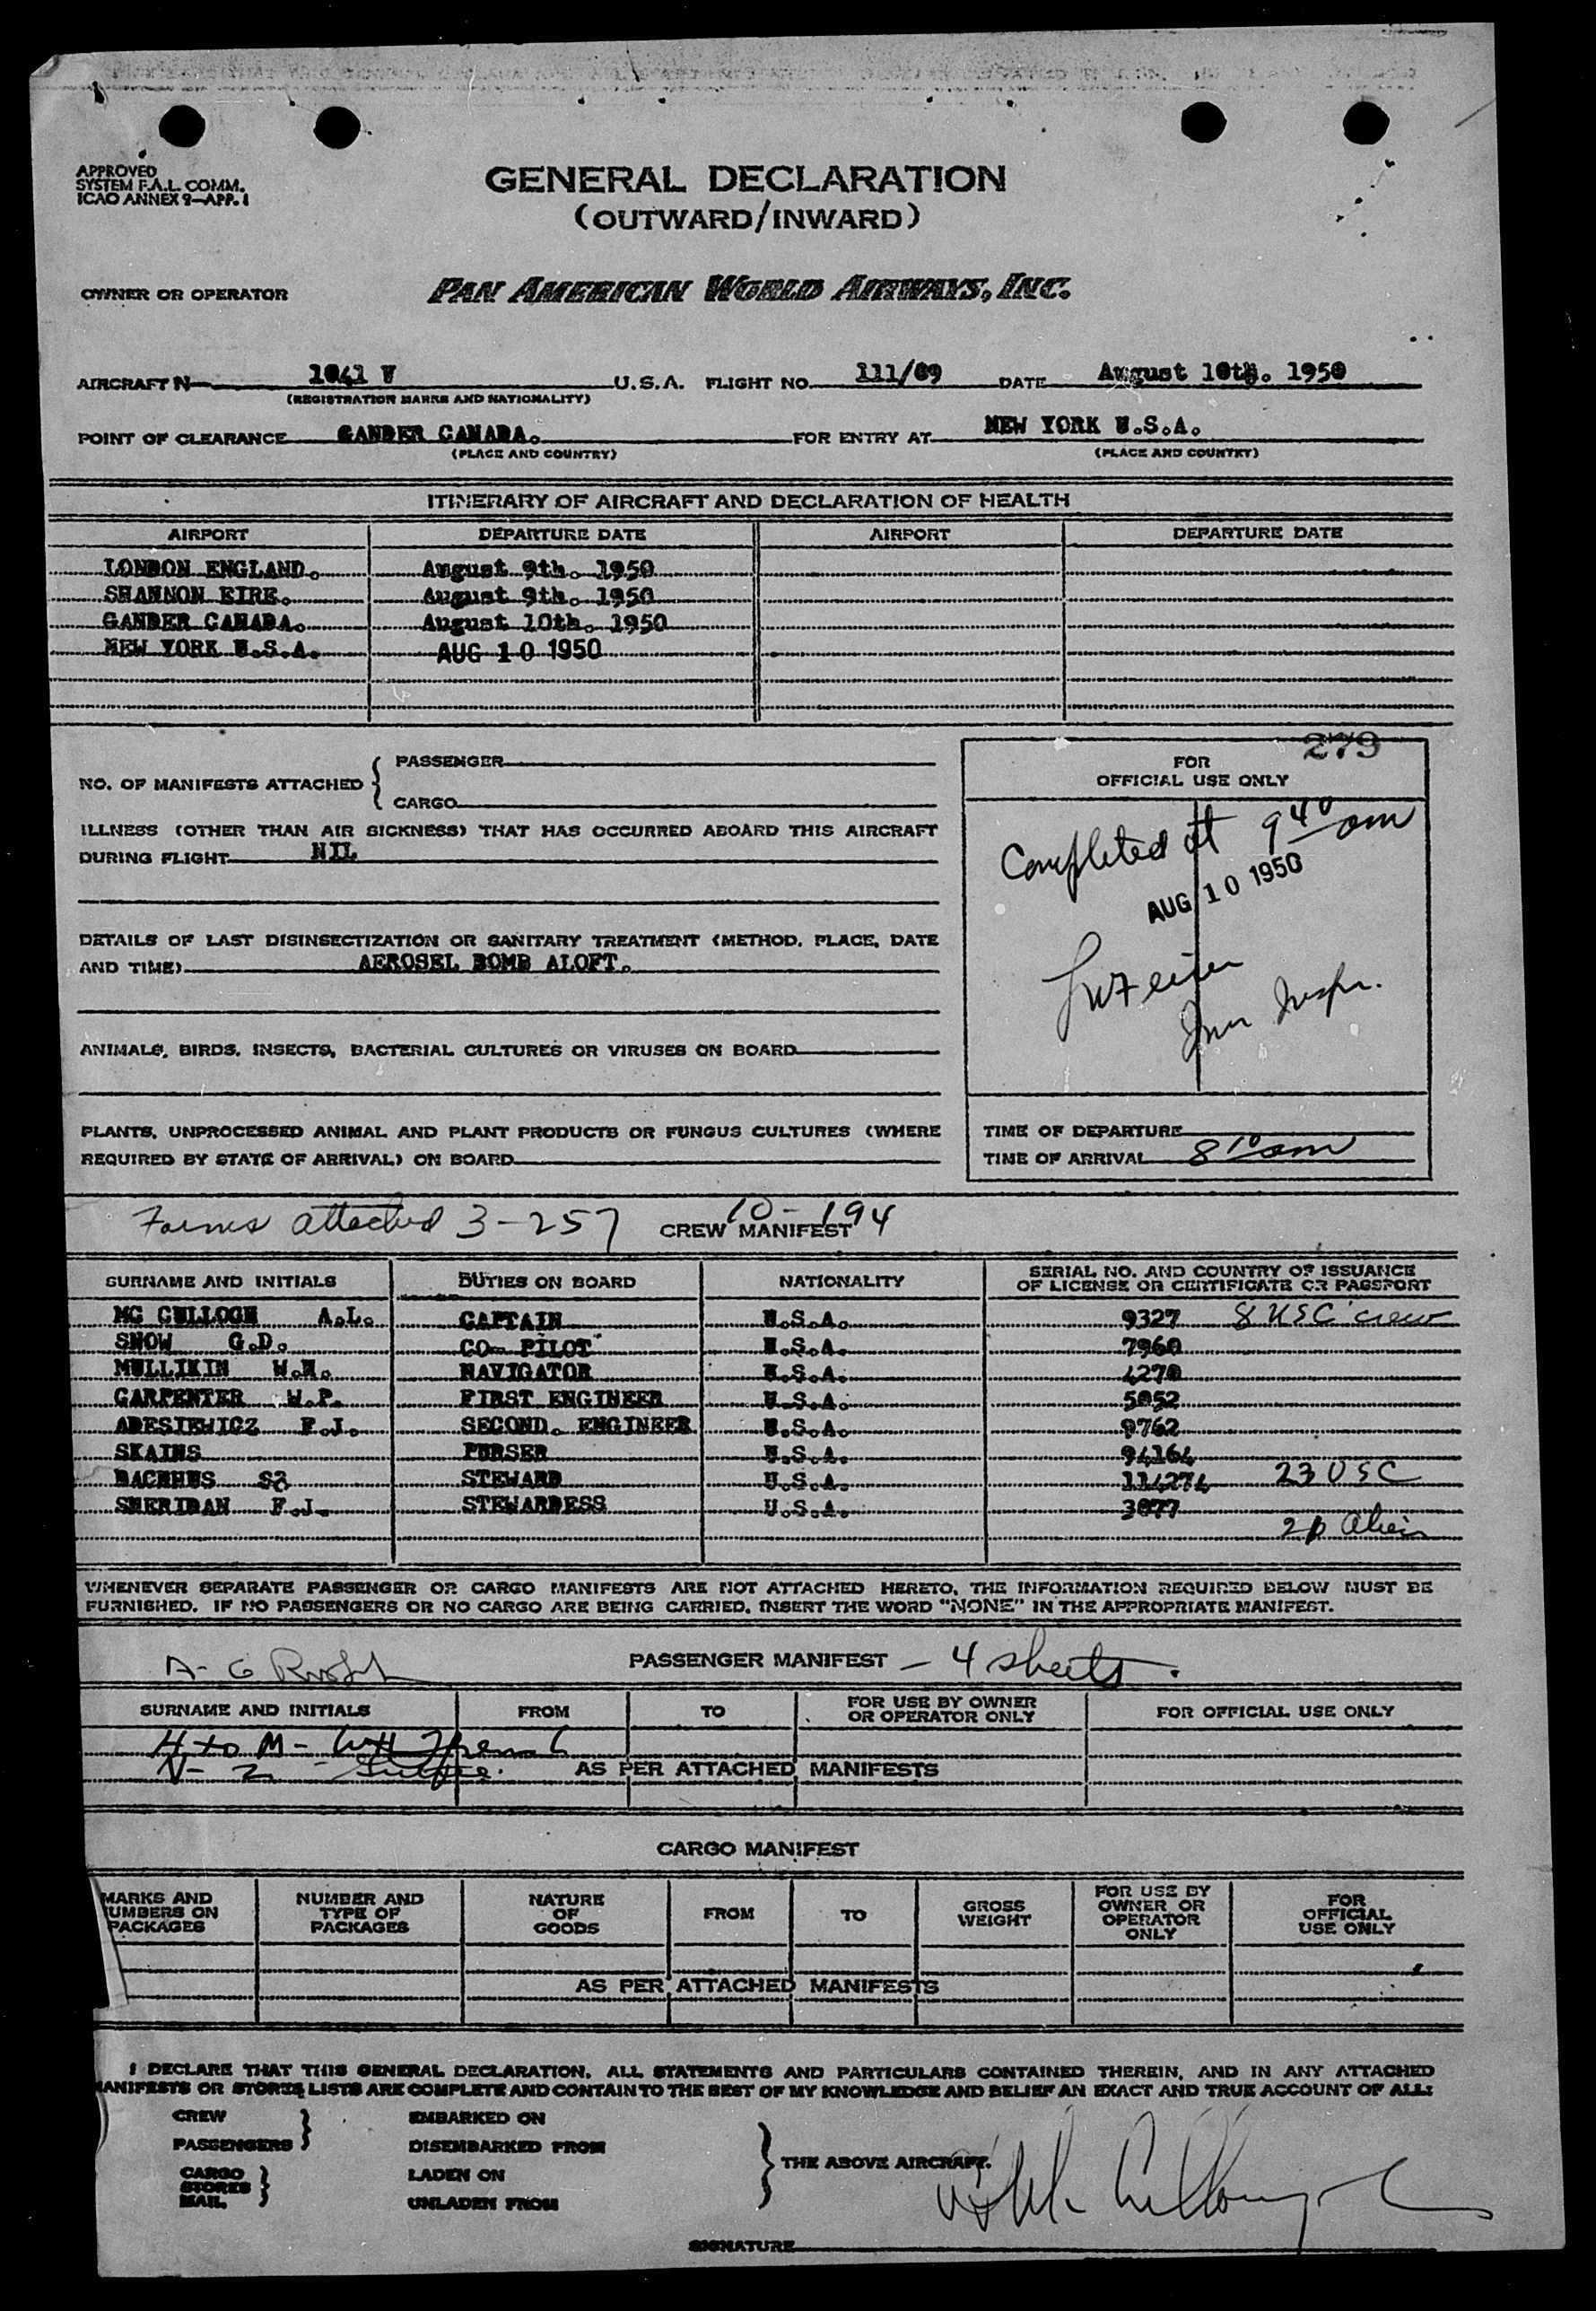 APPROVED
SYSTEM F.A.L. COMM.
ICAO ANNEX 9—APP. 1
GENERAL DECLARATION
(OUTWARD/INWARD)
OWNER OR OPERATOR PAN AMERICAN WORLD AIRWAYS, INC.
AIRCRAFT N 1041 V U.S.A. FLIGHT NO. 111/09 DATE August 10th. 1950
(REGISTRATION MARKS AND NATIONALITY)
POINT OF CLEARANCE GANDER CANADA. FOR ENTRY AT NEW YORK U.S.A.
(PLACE AND COUNTRY) (PLACE AND COUNTRY)
ITINERARY OF AIRCRAFT AND DECLARATION OF HEALTH
AIRPORT DEPARTURE DATE AIRPORT DEPARTURE DATE
LONDON ENGLAND. August 9th. 1950
SHANNON EIRE. August 9th. 1950
GANDER CANADA. August 10th. 1950
NEW YORK U.S.A. AUG 10 1950
279
NO. OF MANIFESTS ATTACHED { PASSENGER
CARGO
FOR
OFFICIAL USE ONLY
ILLNESS (OTHER THAN AIR SICKNESS) THAT HAS OCCURRED ABOARD THIS AIRCRAFT
DURING FLIGHT NIL
Completed at 9 40 am
AUG 10 1950
DETAILS OF LAST DISINSECTIZATION OR SANITARY TREATMENT (METHOD, PLACE, DATE
AND TIME) AEROSEL BOMB ALOFT.
Imm Inspr.
ANIMALS, BIRDS, INSECTS, BACTERIAL CULTURES OR VIRUSES ON BOARD
PLANTS, UNPROCESSED ANIMAL AND PLANT PRODUCTS OR FUNGUS CULTURES (WHERE
REQUIRED BY STATE OF ARRIVAL) ON BOARD
TIME OF DEPARTURE
TIME OF ARRIVAL 8 10 am
Forms attached 3-257 10-194
CREW MANIFEST
SURNAME AND INITIALS DUTIES ON BOARD NATIONALITY SERIAL NO. AND COUNTRY OF ISSUANCE
OF LICENSE OR CERTIFICATE OR PASSPORT
MC CULLOGH A.L. CAPTAIN U.S.A. 9327 8 USC crew
SNOW G.D. CO- PILOT U.S.A. 7960
MULLIKIN W.H. NAVIGATOR U.S.A. 4270
CARPENTER W.P. FIRST ENGINEER U.S.A. 5052
ADESIEWICZ F.J. SECOND. ENGINEER U.S.A. 9762
SKAINS PURSER U.S.A. 94164
BACHHUS STEWARD U.S.A. 114274 23 USC
SHERIDAN F.J. STEWARDESS U.S.A. 3077
Alien
WHENEVER SEPARATE PASSENGER OR CARGO MANIFESTS ARE NOT ATTACHED HERETO, THE INFORMATION REQUIRED BELOW MUST BE
FURNISHED. IF NO PASSENGERS OR NO CARGO ARE BEING CARRIED, INSERT THE WORD "NONE" IN THE APPROPRIATE MANIFEST.
A- G
PASSENGER MANIFEST - 4 sheets.
SURNAME AND INITIALS FROM TO FOR USE BY OWNER
OR OPERATOR ONLY FOR OFFICIAL USE ONLY
H to M -
N - Z -
AS PER ATTACHED MANIFESTS
CARGO MANIFEST
MARKS AND
NUMBERS ON
PACKAGES NUMBER AND
TYPE OF
PACKAGES NATURE
OF
GOODS FROM TO GROSS
WEIGHT FOR USE BY
OWNER OR
OPERATOR
ONLY FOR
OFFICIAL
USE ONLY
AS PER ATTACHED MANIFESTS
I DECLARE THAT THIS GENERAL DECLARATION, ALL STATEMENTS AND PARTICULARS CONTAINED THEREIN, AND IN ANY ATTACHED
MANIFESTS OR STORES LISTS ARE COMPLETE AND CONTAIN TO THE BEST OF MY KNOWLEDGE AND BELIEF AN EXACT AND TRUE ACCOUNT OF ALL:
CREW EMBARKED ON
PASSENGERS DISEMBARKED FROM
THE ABOVE AIRCRAFT.
CARGO
STORES
MAIL LADEN ON
UNLADEN FROM
SIGNATURE